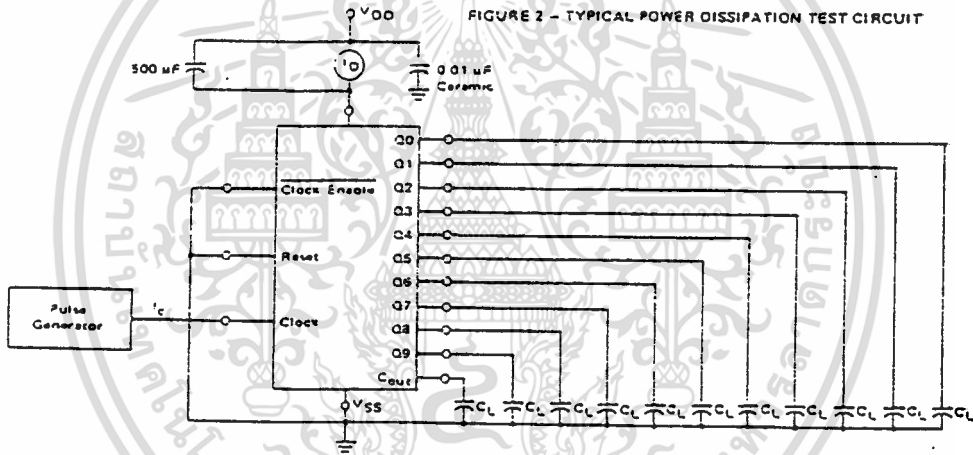 FIGURE 2 – TYPICAL POWER DISSIPATION TEST CIRCUIT
VDD
500 µF
ID
0.01 µF
Ceramic
Clock Enable
Reset
Pulse
Generator
fc
Clock
Q0
Q1
Q2
Q3
Q4
Q5
Q6
Q7
Q8
Q9
Cout
VSS
CL CL CL CL CL CL CL CL CL CL CL